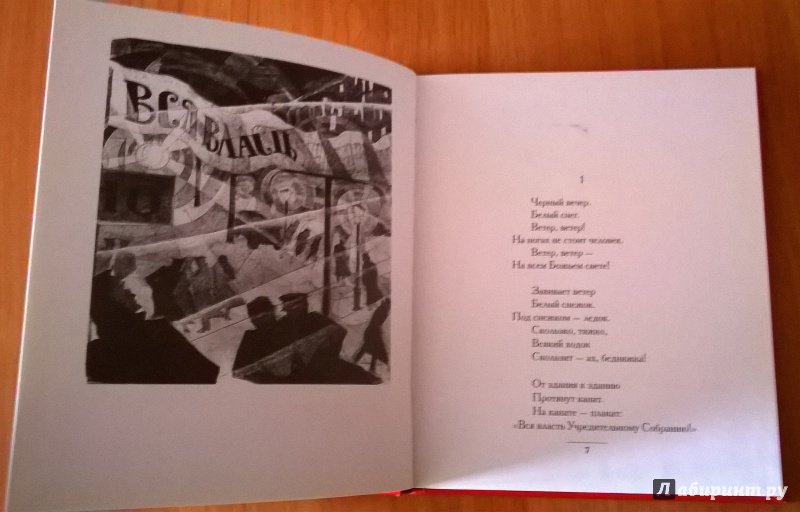 ВСЯ ВЛАСТЬ
10
1
Черный вечер.
Белый снег.
Ветер, ветер!
На ногах не стоит человек.
Ветер, ветер —
На всем Божьем свете!
Завивает ветер
Белый снежок.
Под снежком — ледок.
Скользко, тяжко,
Всякий ходок
Скользит — ах, бедняжка!
От здания к зданию
Протянут канат.
На канате — плакат:
«Вся власть Учредительному Собранию!»
7
Лабиринт.ру